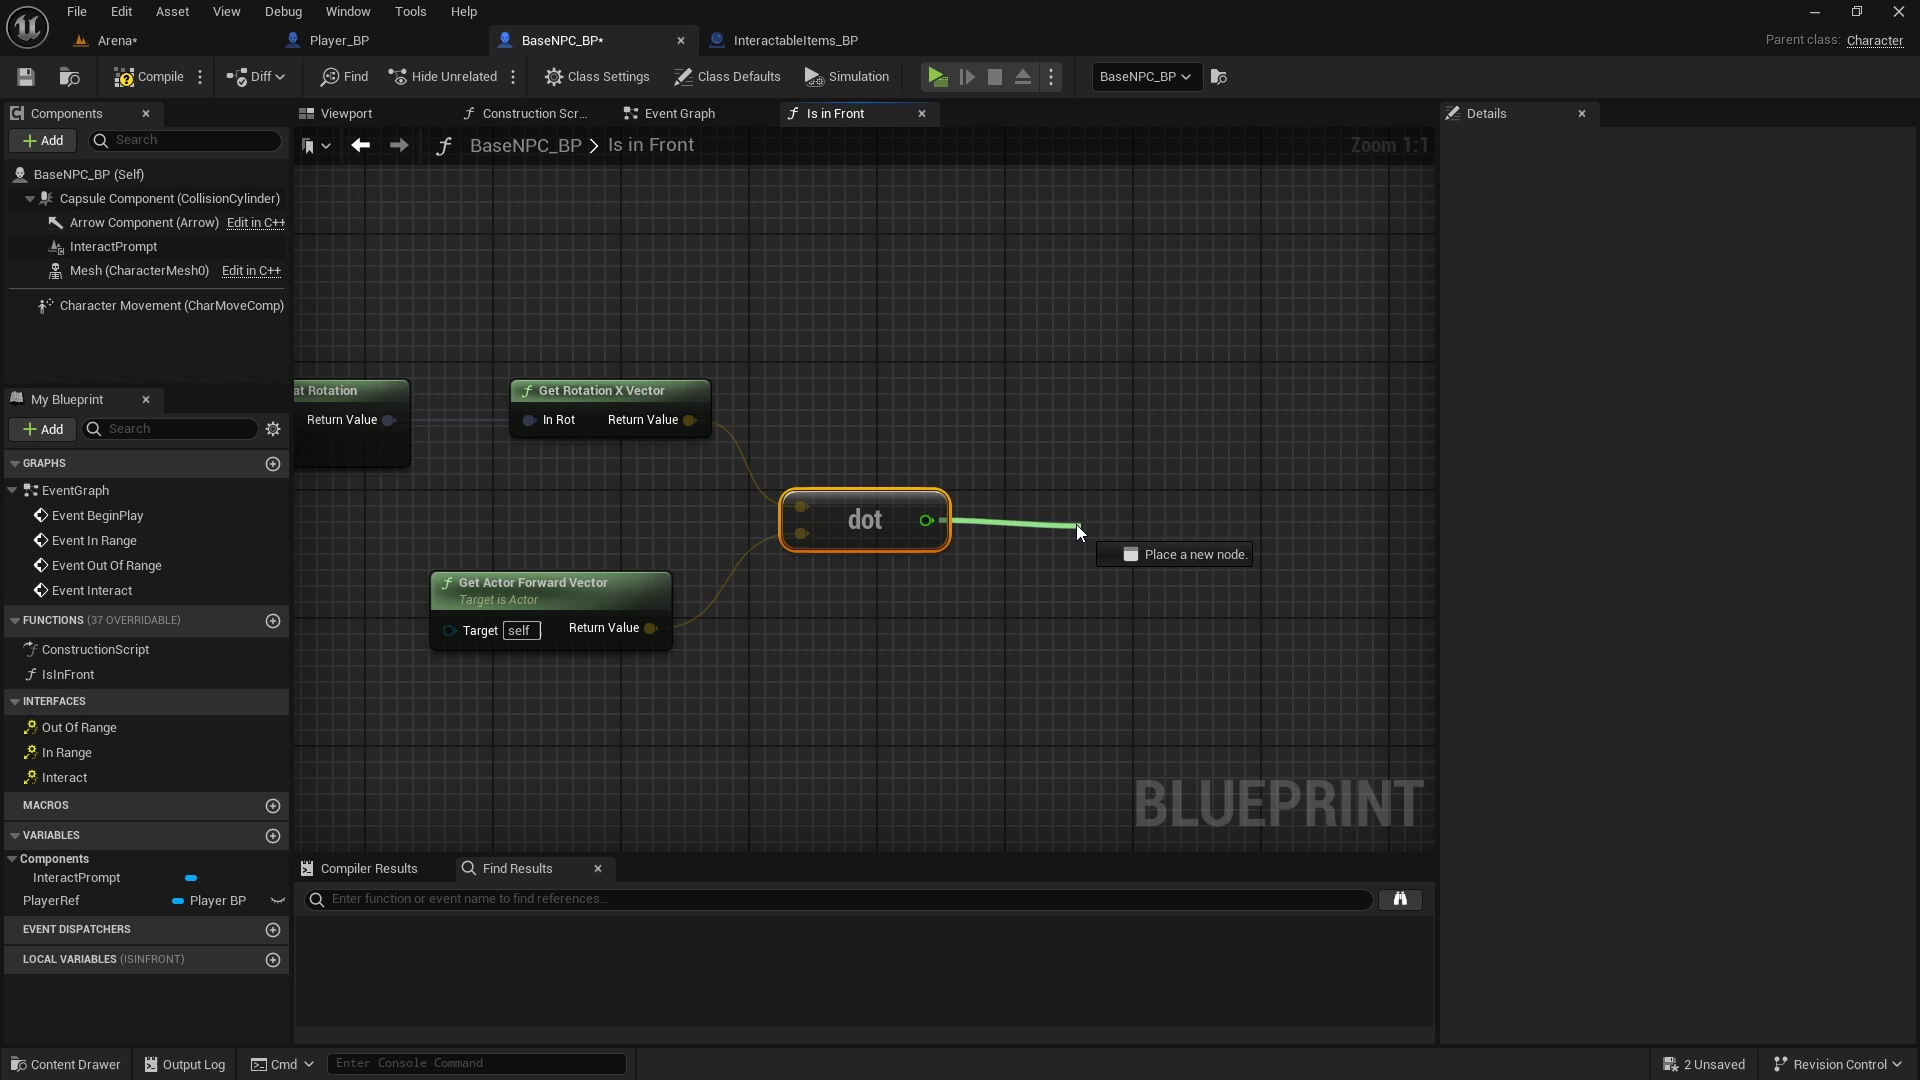 File Edit Asset View Debug Window Tools Help
Arena* Player_BP BaseNPC_BP* InteractableItems_BP Parent class: Character
Compile Diff Find Hide Unrelated Class Settings Class Defaults Simulation BaseNPC_BP
Components Viewport Construction Scr... Event Graph Is in Front Details
Add Search BaseNPC_BP > Is in Front Zoom 1:1
BaseNPC_BP (Self)
Capsule Component (CollisionCylinder)
Arrow Component (Arrow) Edit in C++
InteractPrompt
Mesh (CharacterMesh0) Edit in C++
Character Movement (CharMoveComp)
at Rotation
Return Value
Get Rotation X Vector
In Rot Return Value
dot
Place a new node.
Get Actor Forward Vector
Target is Actor
Target self Return Value
BLUEPRINT
My Blueprint
Add Search
GRAPHS
EventGraph
Event BeginPlay
Event In Range
Event Out Of Range
Event Interact
FUNCTIONS (37 OVERRIDABLE)
ConstructionScript
IsInFront
INTERFACES
Out Of Range
In Range
Interact
MACROS
VARIABLES
Components
InteractPrompt
PlayerRef Player BP
EVENT DISPATCHERS
LOCAL VARIABLES (ISINFRONT)
Compiler Results Find Results
Enter function or event name to find references...
Content Drawer Output Log Cmd Enter Console Command 2 Unsaved Revision Control